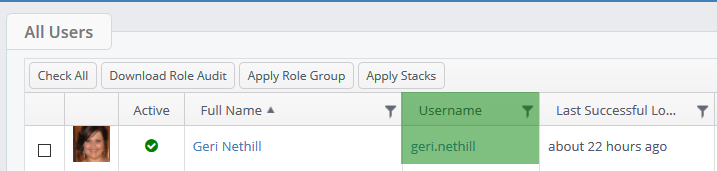 All Users
Check All Download Role Audit Apply Role Group Apply Stacks
Active Full Name Username Last Successful Lo...
Geri Nethill geri.nethill about 22 hours ago